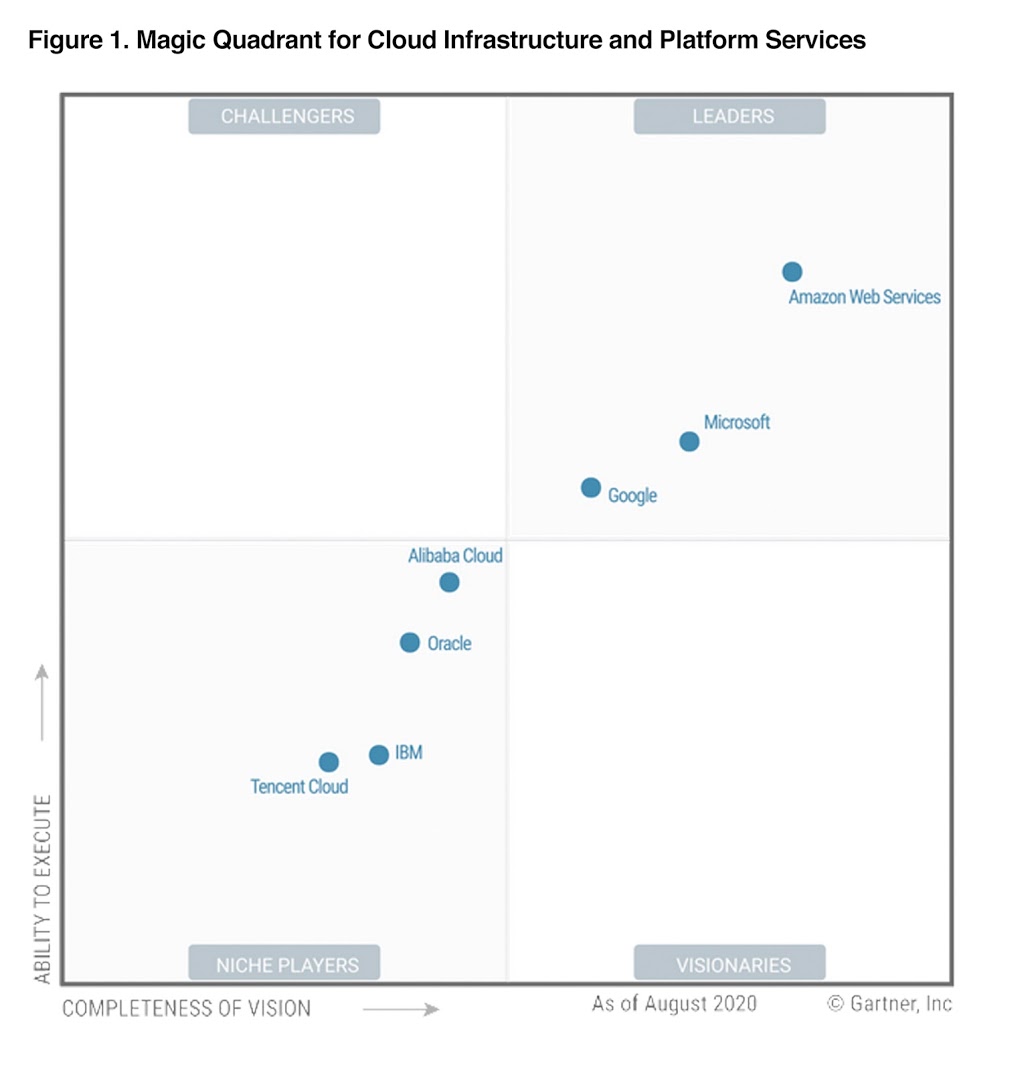 Figure 1. Magic Quadrant for Cloud Infrastructure and Platform Services
CHALLENGERS
LEADERS
Amazon Web Services
Microsoft
Google
Alibaba Cloud
Oracle
IBM
Tencent Cloud
ABILITY TO EXECUTE
NICHE PLAYERS
VISIONARIES
COMPLETENESS OF VISION
As of August 2020
© Gartner, Inc